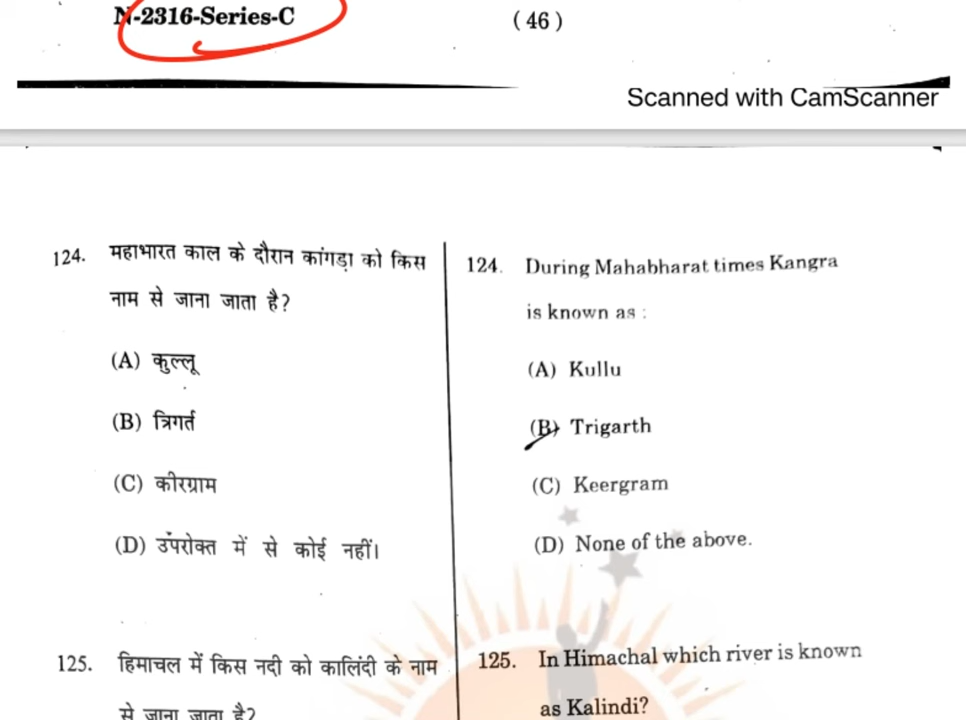 N-2316-Series-C
( 46 )
Scanned with CamScanner
124. महाभारत काल के दौरान कांगड़ा को किस
नाम से जाना जाता है?
(A) कुल्लू
(B) त्रिगर्त
(C) कीरग्राम
(D) उपरोक्त में से कोई नहीं।
125. हिमाचल में किस नदी को कालिंदी के नाम
से जाना जाता है?
124. During Mahabharat times Kangra
is known as :
(A) Kullu
(B) Trigarth
(C) Keergram
(D) None of the above.
125. In Himachal which river is known
as Kalindi?